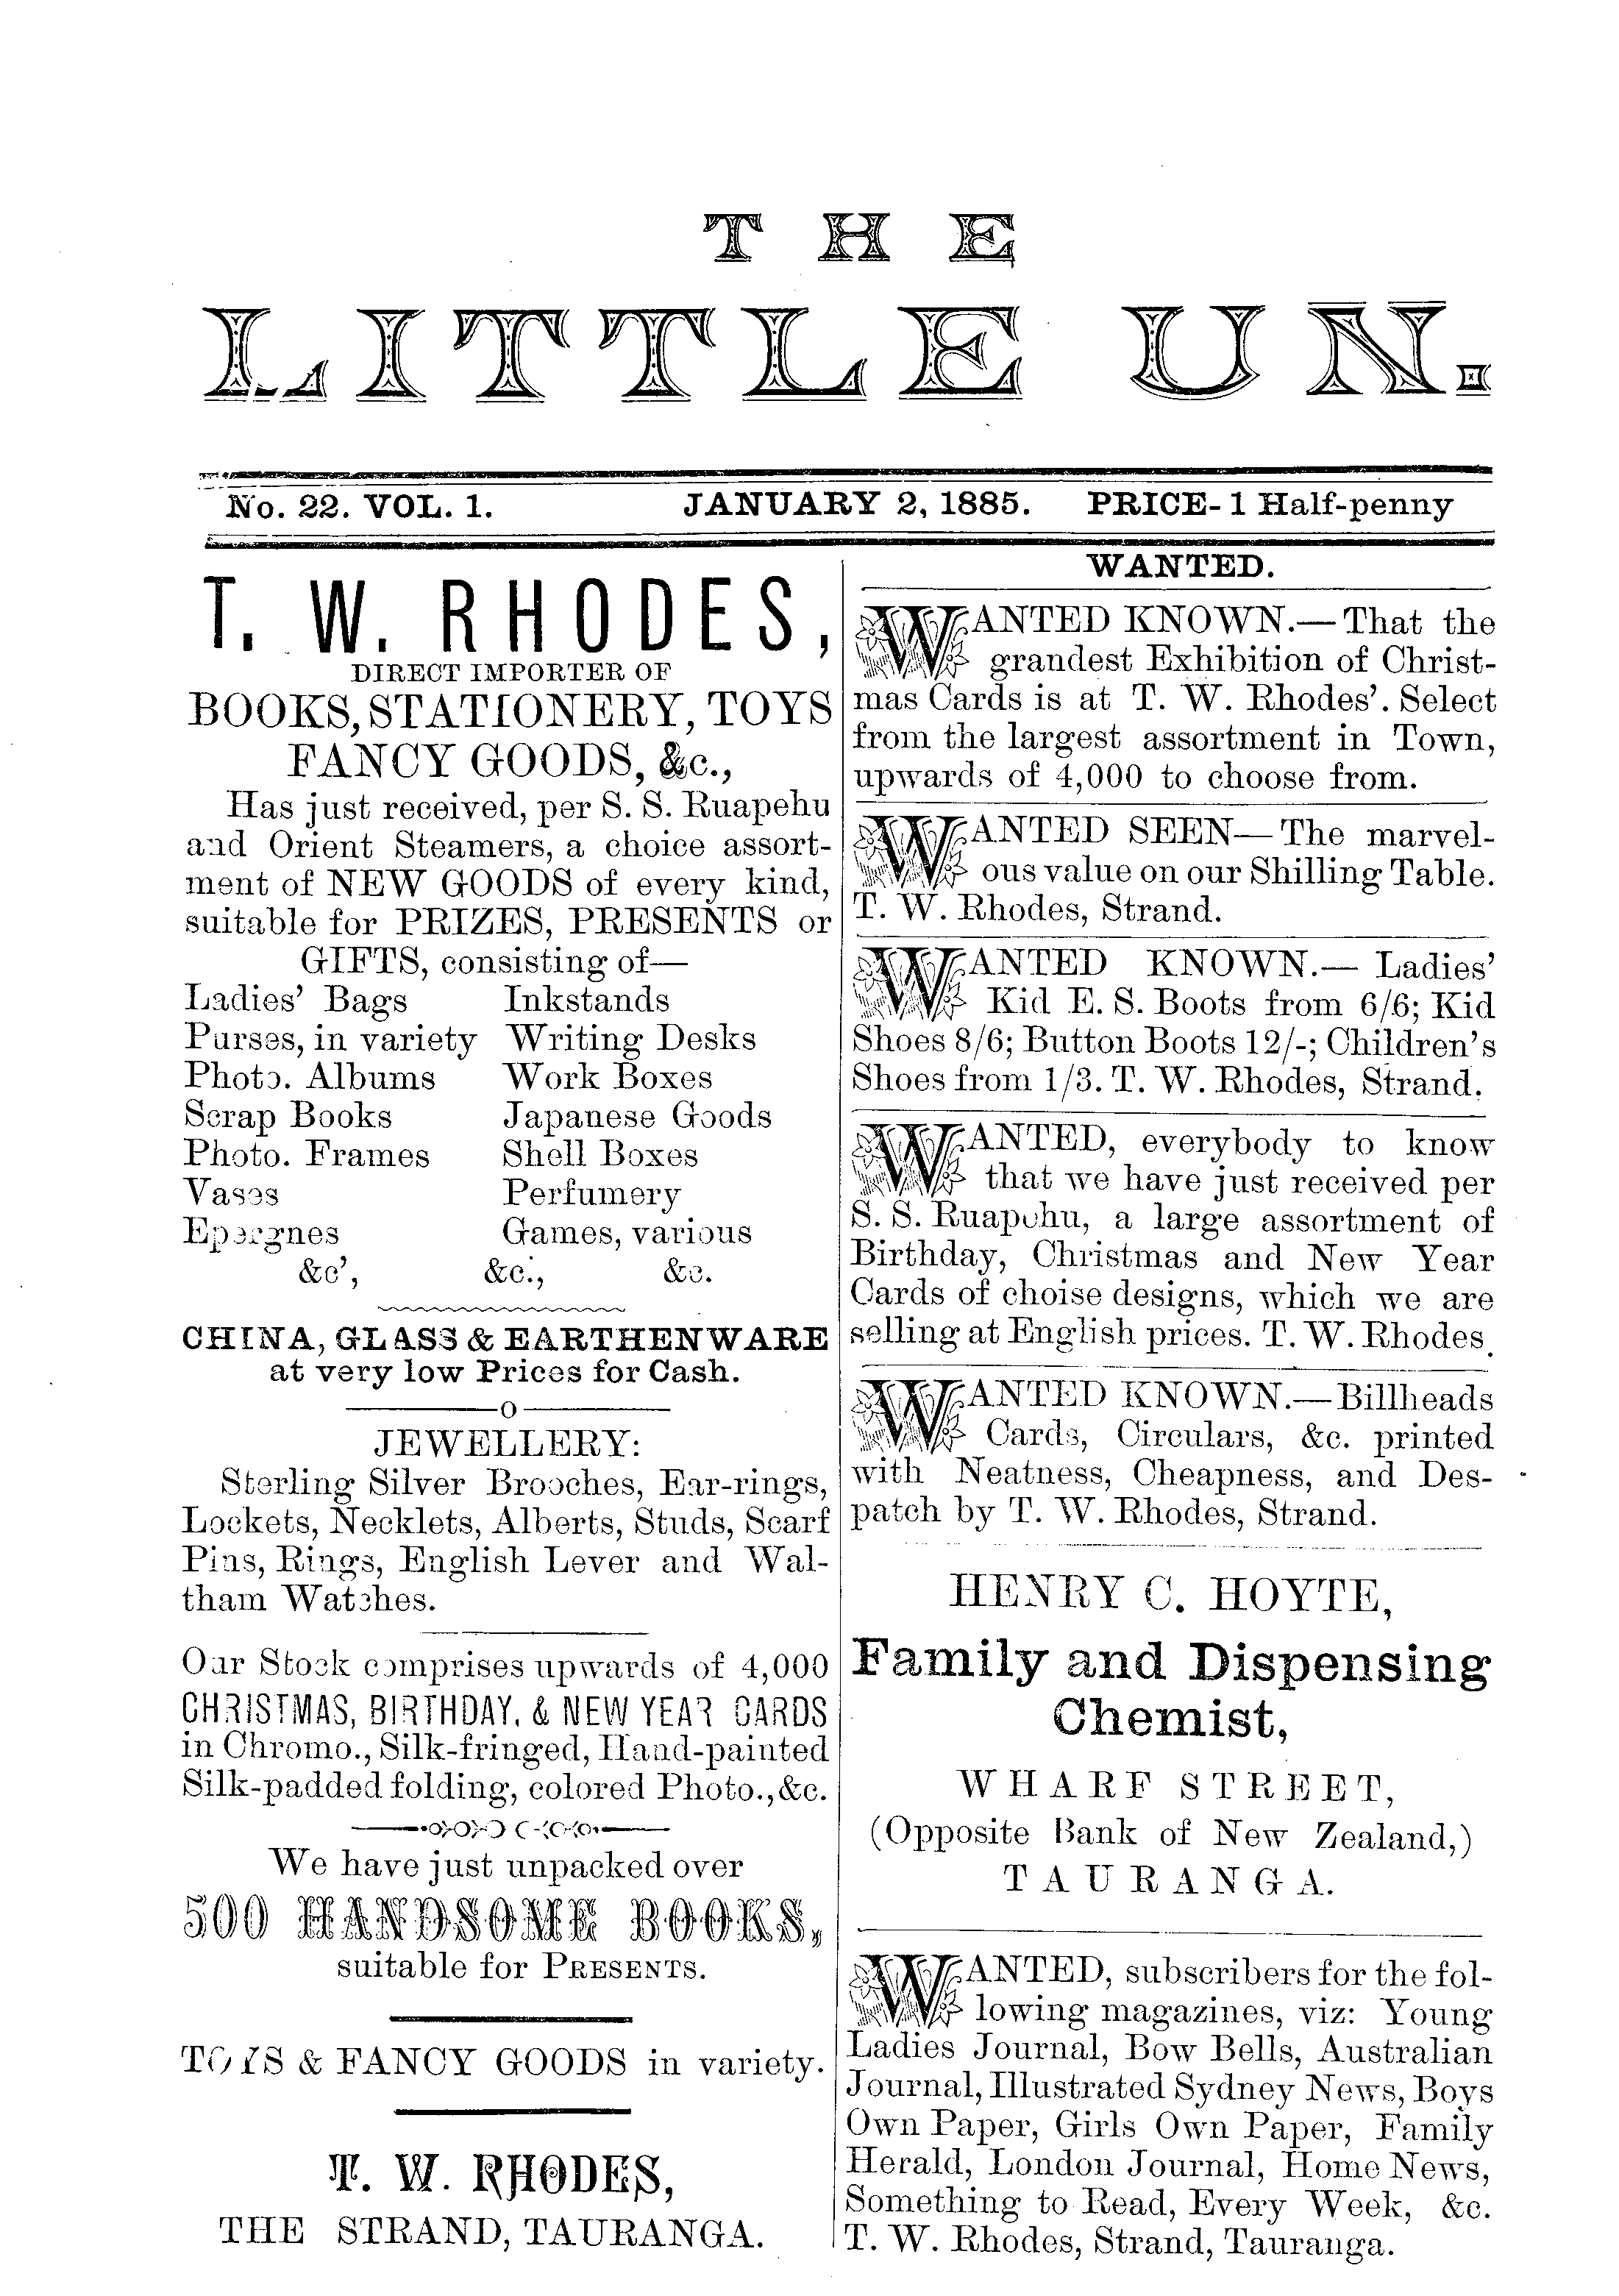 THE
LITTLE UN.
No. 22. VOL. 1. JANUARY 2, 1885. PRICE- 1 Half-penny
T. W. RHODES,
DIRECT IMPORTER OF
BOOKS, STATIONERY, TOYS
FANCY GOODS, &c.,
Has just received, per S. S. Ruapehu
and Orient Steamers, a choice assort-
ment of NEW GOODS of every kind,
suitable for PRIZES, PRESENTS or
GIFTS, consisting of—
Ladies' Bags Inkstands
Purses, in variety Writing Desks
Photo. Albums Work Boxes
Scrap Books Japanese Goods
Photo. Frames Shell Boxes
Vases Perfumery
Epergnes Games, various
&c', &c., &c.
CHINA, GLASS & EARTHENWARE
at very low Prices for Cash.
O
JEWELLERY:
Sterling Silver Brooches, Ear-rings,
Lockets, Necklets, Alberts, Studs, Scarf
Pins, Rings, English Lever and Wal-
tham Watches.
Our Stock comprises upwards of 4,000
CHRISTMAS, BIRTHDAY, & NEW YEAR CARDS
in Chromo., Silk-fringed, Hand-painted
Silk-padded folding, colored Photo., &c.
We have just unpacked over
500 HANDSOME BOOKS,
suitable for PRESENTS.
TOYS & FANCY GOODS in variety.
T. W. RHODES,
THE STRAND, TAURANGA.
WANTED.
WANTED KNOWN.—That the
grandest Exhibition of Christ-
mas Cards is at T. W. Rhodes'. Select
from the largest assortment in Town,
upwards of 4,000 to choose from.
WANTED SEEN—The marvel-
ous value on our Shilling Table.
T. W. Rhodes, Strand.
WANTED KNOWN.— Ladies'
Kid E. S. Boots from 6/6; Kid
Shoes 8/6; Button Boots 12/-; Children's
Shoes from 1/3. T. W. Rhodes, Strand.
WANTED, everybody to know
that we have just received per
S. S. Ruapehu, a large assortment of
Birthday, Christmas and New Year
Cards of choise designs, which we are
selling at English prices. T. W. Rhodes.
WANTED KNOWN.—Billheads
Cards, Circulars, &c. printed
with Neatness, Cheapness, and Des-
patch by T. W. Rhodes, Strand.
HENRY C. HOYTE,
Family and Dispensing
Chemist,
WHARF STREET,
(Opposite Bank of New Zealand,)
TAURANGA.
WANTED, subscribers for the fol-
lowing magazines, viz: Young
Ladies Journal, Bow Bells, Australian
Journal, Illustrated Sydney News, Boys
Own Paper, Girls Own Paper, Family
Herald, London Journal, Home News,
Something to Read, Every Week, &c.
T. W. Rhodes, Strand, Tauranga.